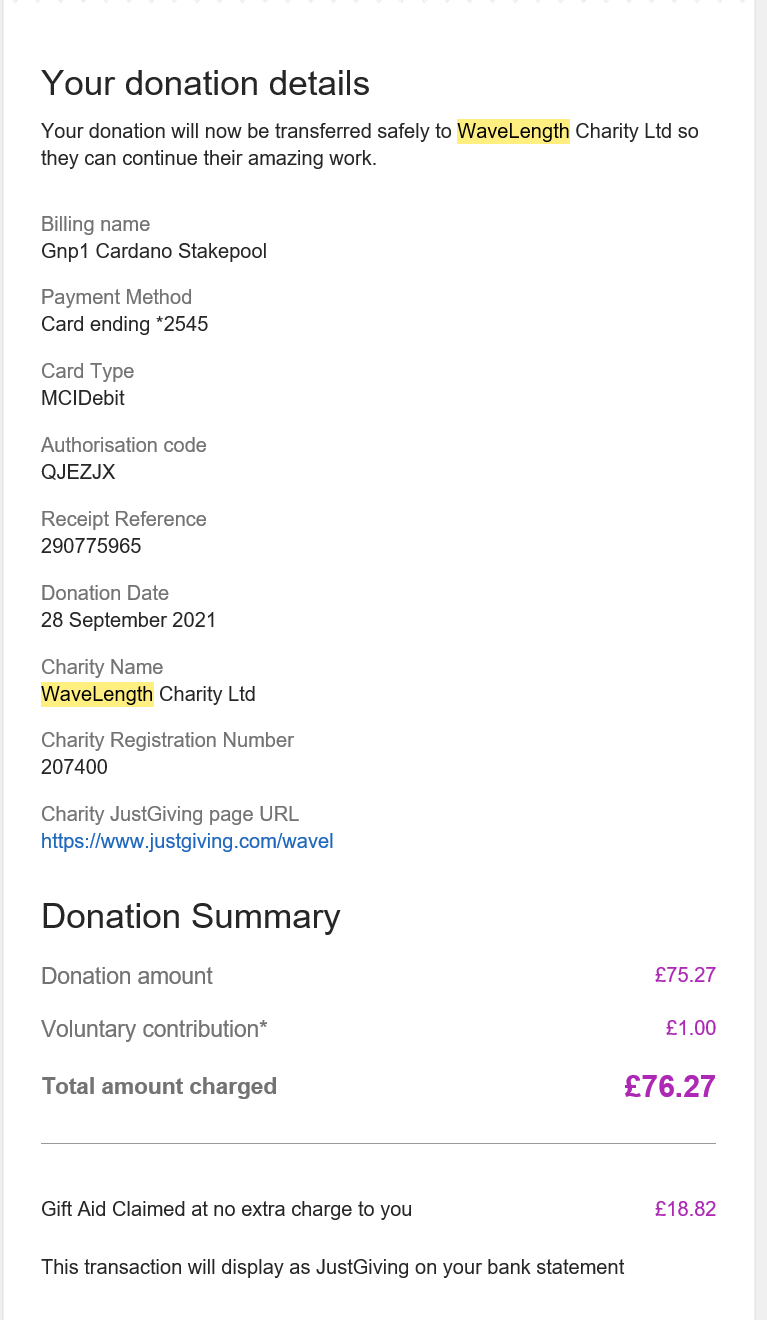 Your donation details
Your donation will now be transferred safely to WaveLength Charity Ltd so
they can continue their amazing work.
Billing name
Gnp1 Cardano Stakepool
Payment Method
Card ending *2545
Card Type
MCIDebit
Authorisation code
QJEZJX
Receipt Reference
290775965
Donation Date
28 September 2021
Charity Name
WaveLength Charity Ltd
Charity Registration Number
207400
Charity JustGiving page URL
https://www.justgiving.com/wavel
Donation Summary
Donation amount £75.27
Voluntary contribution* £1.00
Total amount charged £76.27
Gift Aid Claimed at no extra charge to you £18.82
This transaction will display as JustGiving on your bank statement